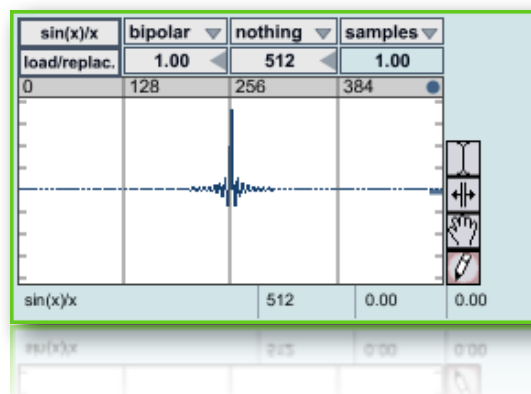 sin(x)/x bipolar nothing samples
load/replac. 1.00 512 1.00
0 128 256 384
sin(x)/x 512 0.00 0.00